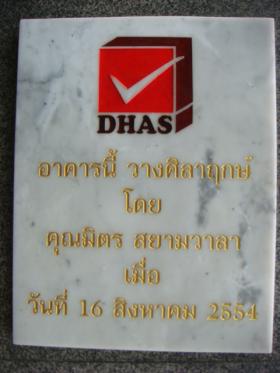 DHAS
อาคารนี้ วางศิลาฤกษ์
โดย
คุณมิตร สยามวาลา
เมื่อ
วันที่ 16 สิงหาคม 2554